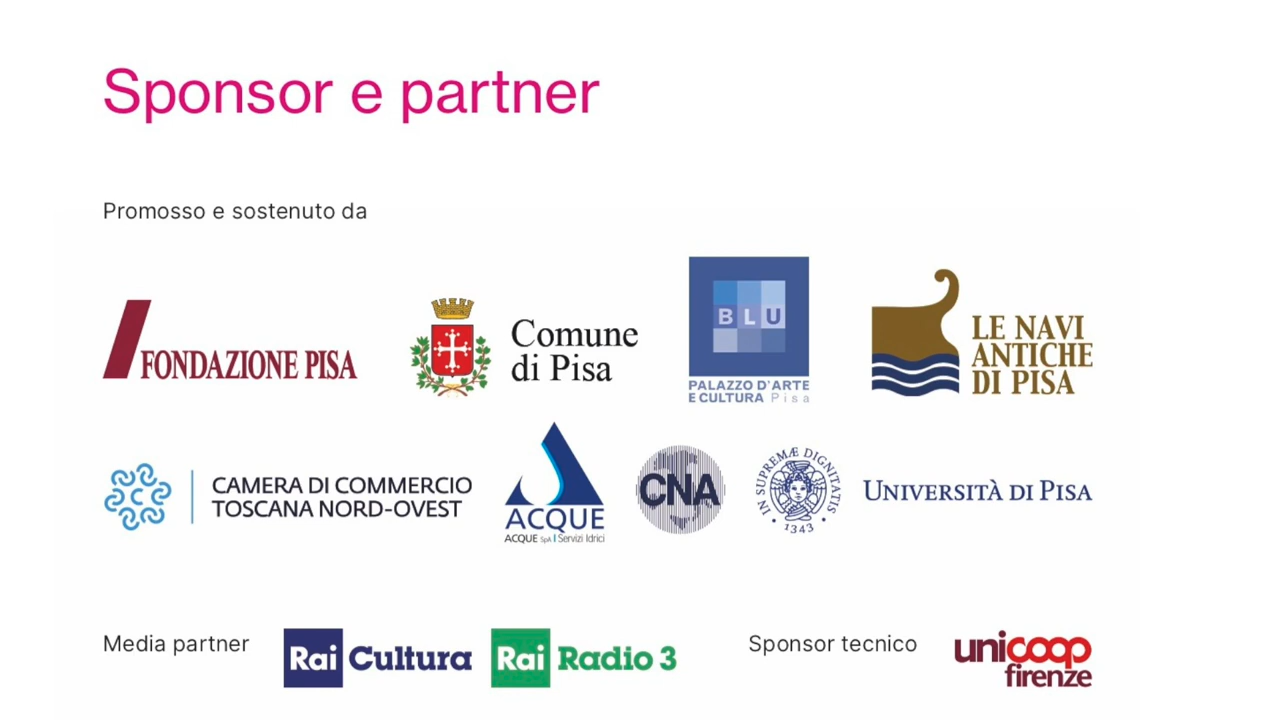 Sponsor e partner
Promosso e sostenuto da
FONDAZIONE PISA
Comune
di Pisa
BLU
PALAZZO D'ARTE
E CULTURA Pisa
LE NAVI
ANTICHE
DI PISA
C
CAMERA DI COMMERCIO
TOSCANA NORD-OVEST
ACQUE
ACQUE SpA | Servizi Idrici
CNA
IN SUPREMÆ DIGNITATIS
1343
UNIVERSITÀ DI PISA
Media partner
Rai Cultura
Rai Radio 3
Sponsor tecnico
unicoop
firenze